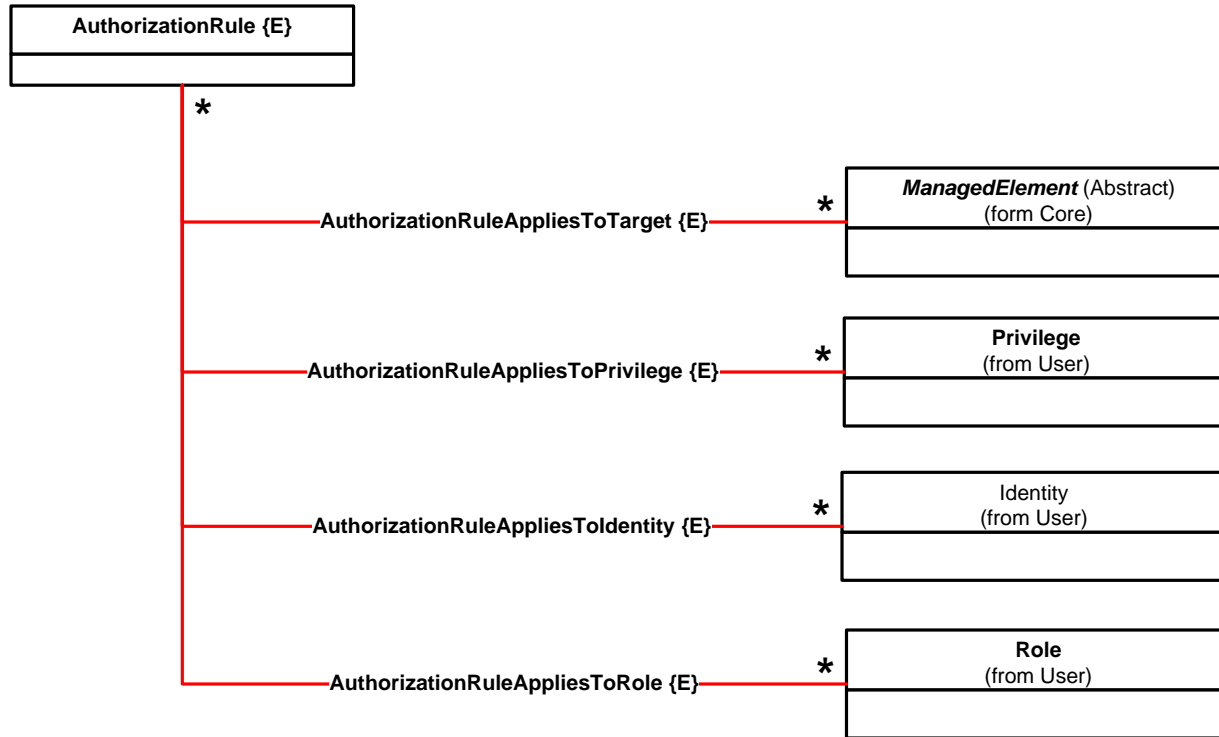 AuthorizationRule {E}
*
AuthorizationRuleAppliesToTarget {E}
*
ManagedElement (Abstract)
(form Core)
AuthorizationRuleAppliesToPrivilege {E}
*
Privilege
(from User)
AuthorizationRuleAppliesToIdentity {E}
*
Identity
(from User)
AuthorizationRuleAppliesToRole {E}
*
Role
(from User)